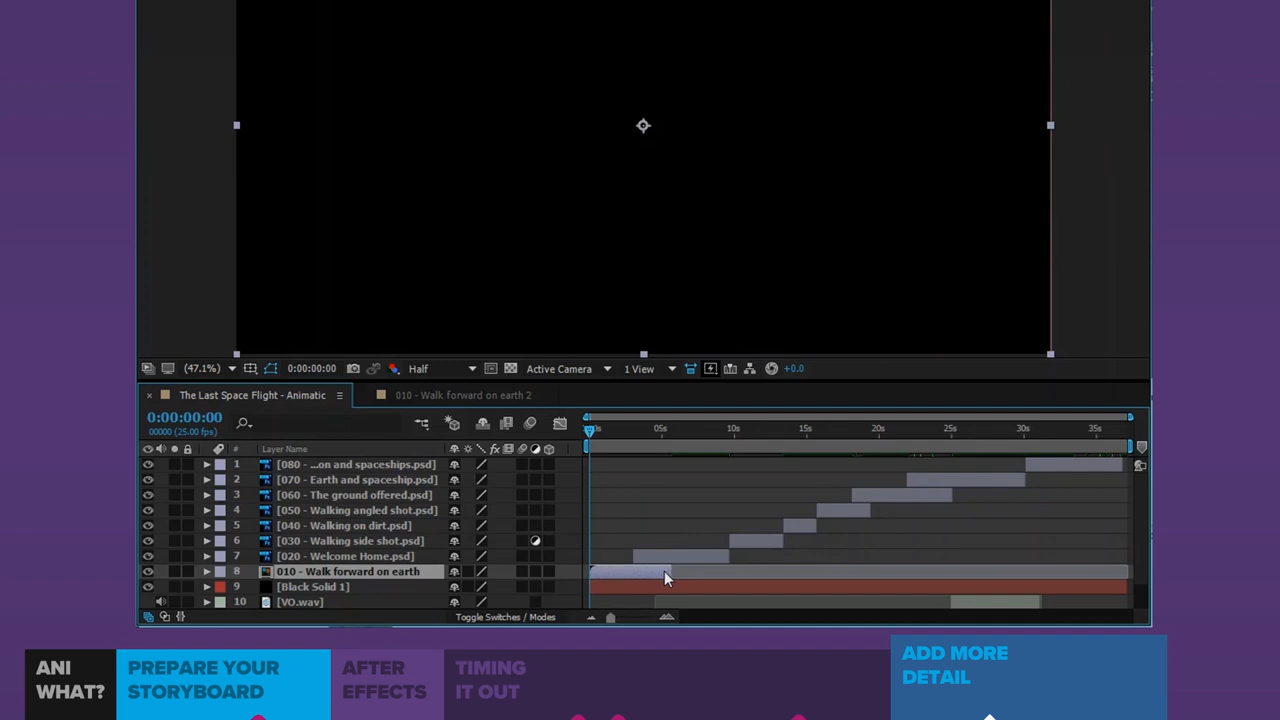 (47.1%) 0:00:00:00 Half Active Camera 1 View +0.0
× The Last Space Flight - Animatic 010 - Walk forward on earth 2
0:00:00:00
00000 (25.00 fps)
05s 10s 15s 20s 25s 30s 35s
# Layer Name
1 [080 - ...on and spaceships.psd]
2 [070 - Earth and spaceship.psd]
3 [060 - The ground offered.psd]
4 [050 - Walking angled shot.psd]
5 [040 - Walking on dirt.psd]
6 [030 - Walking side shot.psd]
7 [020 - Welcome Home.psd]
8 010 - Walk forward on earth
9 [Black Solid 1]
10 [VO.wav]
Toggle Switches / Modes
ANI
WHAT?
PREPARE YOUR
STORYBOARD
AFTER
EFFECTS
TIMING
IT OUT
ADD MORE
DETAIL